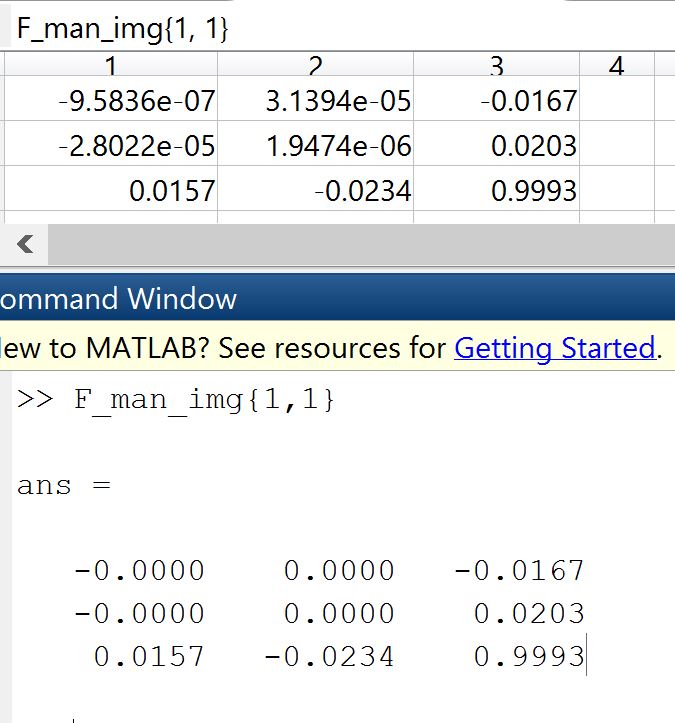 F_man_img{1, 1}
1 2 3 4
-9.5836e-07 3.1394e-05 -0.0167
-2.8022e-05 1.9474e-06 0.0203
0.0157 -0.0234 0.9993
ommand Window
lew to MATLAB? See resources for Getting Started.
>> F_man_img{1,1}
ans =
-0.0000 0.0000 -0.0167
-0.0000 0.0000 0.0203
0.0157 -0.0234 0.9993